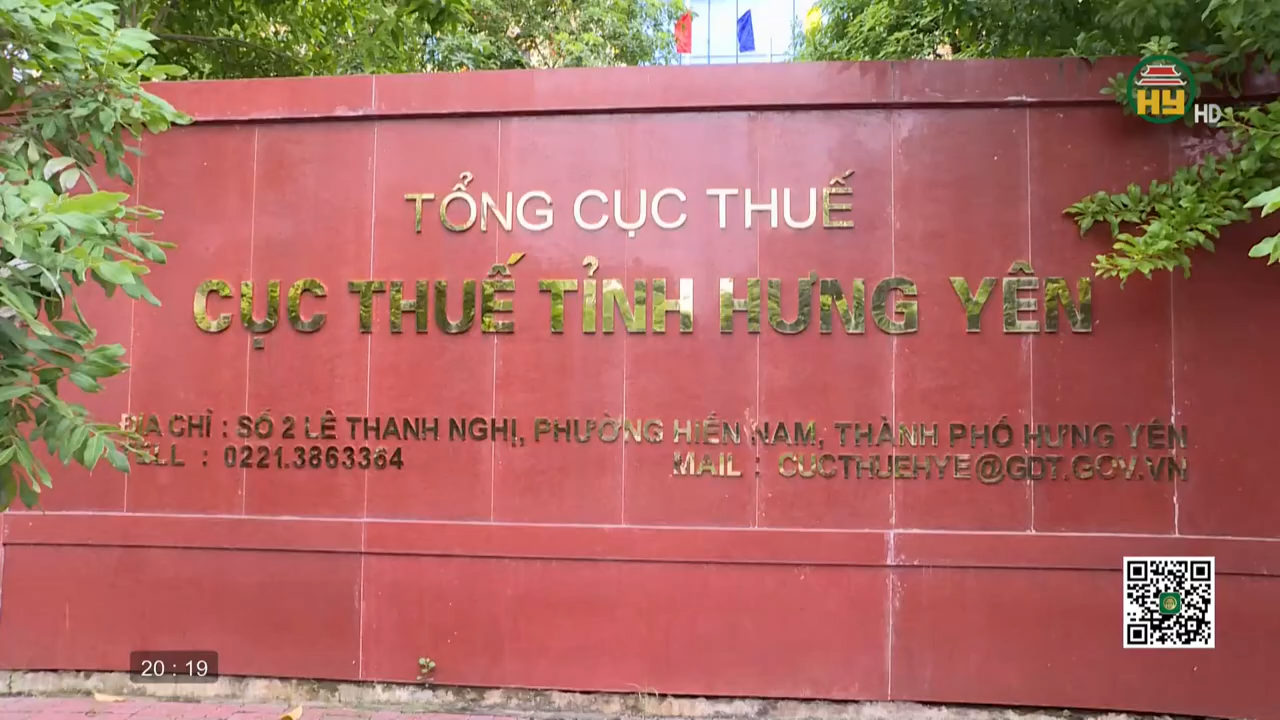 HY HD
TỔNG CỤC THUẾ
CỤC THUẾ TỈNH HƯNG YÊN
ĐỊA CHỈ : SỐ 2 LÊ THANH NGHỊ, PHƯỜNG HIẾN NAM, THÀNH PHỐ HƯNG YÊN
TELL : 0221.3863364
MAIL : CUCTHUEHYE@GDT.GOV.VN
20 : 19